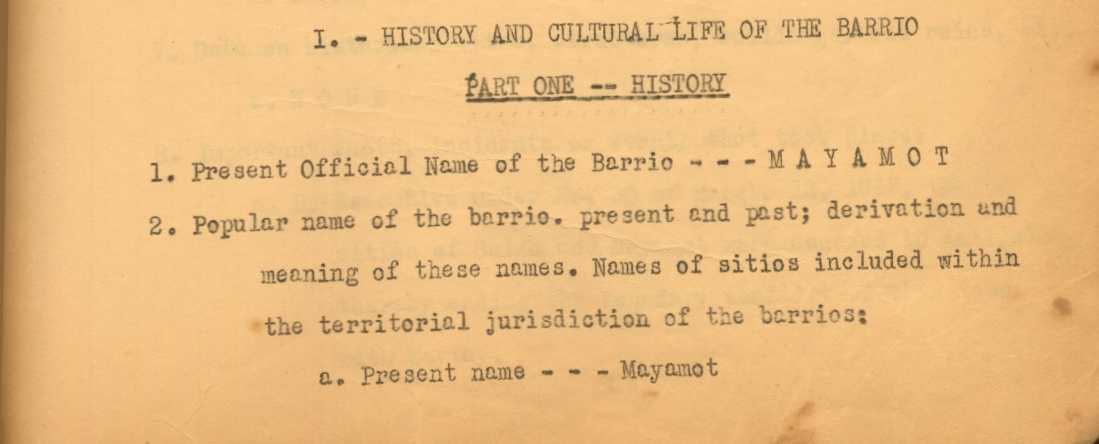 I. - HISTORY AND CULTURAL LIFE OF THE BARRIO
PART ONE -- HISTORY
1. Present Official Name of the Barrio - - - M A Y A M O T
2. Popular name of the barrio. present and past; derivation and
meaning of these names. Names of sitios included within
the territorial jurisdiction of the barrios:
a. Present name - - - Mayamot